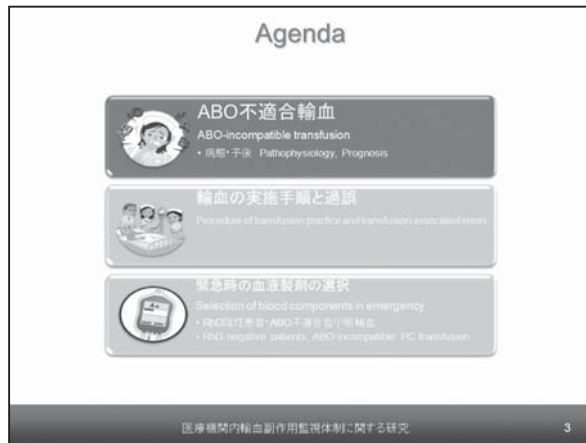 Agenda
ABO不適合輸血
ABO-incompatible transfusion
• 病態・予後 Pathophysiology, Prognosis
輸血の実施手順と過誤
Procedure of transfusion practice and transfusion-associated errors
緊急時の血液製剤の選択
Selection of blood components in emergency
• RhD陰性患者・ABO不適合血小板輸血
• RhD negative patients, ABO-incompatible PC transfusion
医療機関内輸血副作用監視体制に関する研究
3